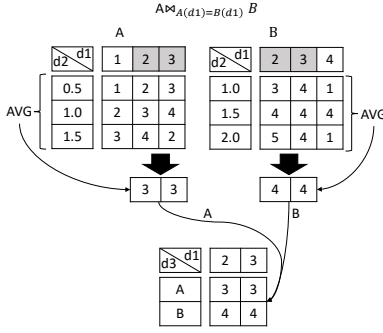 A⋈A(d1)=B(d1) B
A B
d2 d1 1 2 3 d2 d1 2 3 4
0.5 1 2 3 1.0 3 4 1
AVG 1.0 2 3 4 1.5 4 4 4 AVG
1.5 3 4 2 2.0 5 4 1
3 3 4 4
A B
d3 d1 2 3
A 3 3
B 4 4